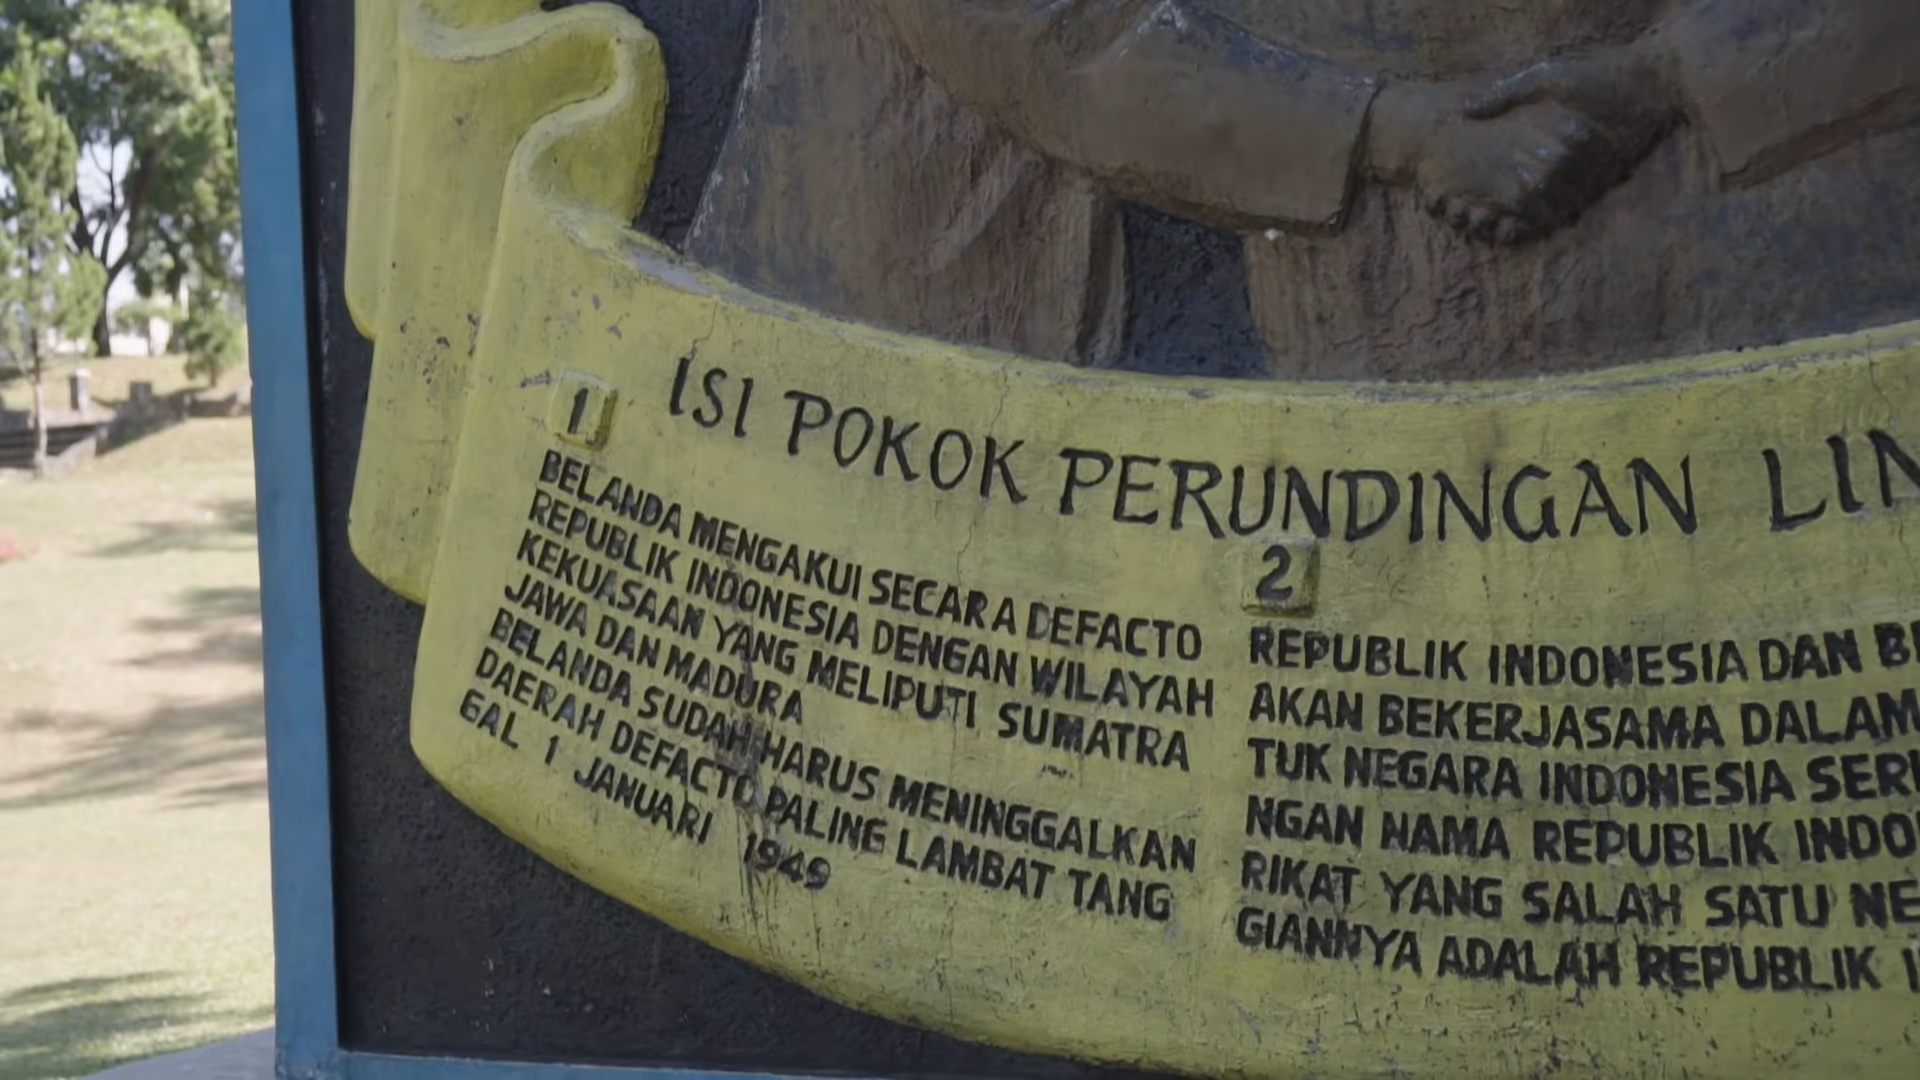 ISI POKOK PERUNDINGAN LIN
1
BELANDA MENGAKUI SECARA DEFACTO
REPUBLIK INDONESIA DENGAN WILAYAH
KEKUASAAN YANG MELIPUTI SUMATRA
JAWA DAN MADURA
BELANDA SUDAH HARUS MENINGGALKAN
DAERAH DEFACTO PALING LAMBAT TANG
GAL 1 JANUARI 1949
2
REPUBLIK INDONESIA DAN BE
AKAN BEKERJASAMA DALAM
TUK NEGARA INDONESIA SERI
NGAN NAMA REPUBLIK INDO
RIKAT YANG SALAH SATU NE
GIANNYA ADALAH REPUBLIK I